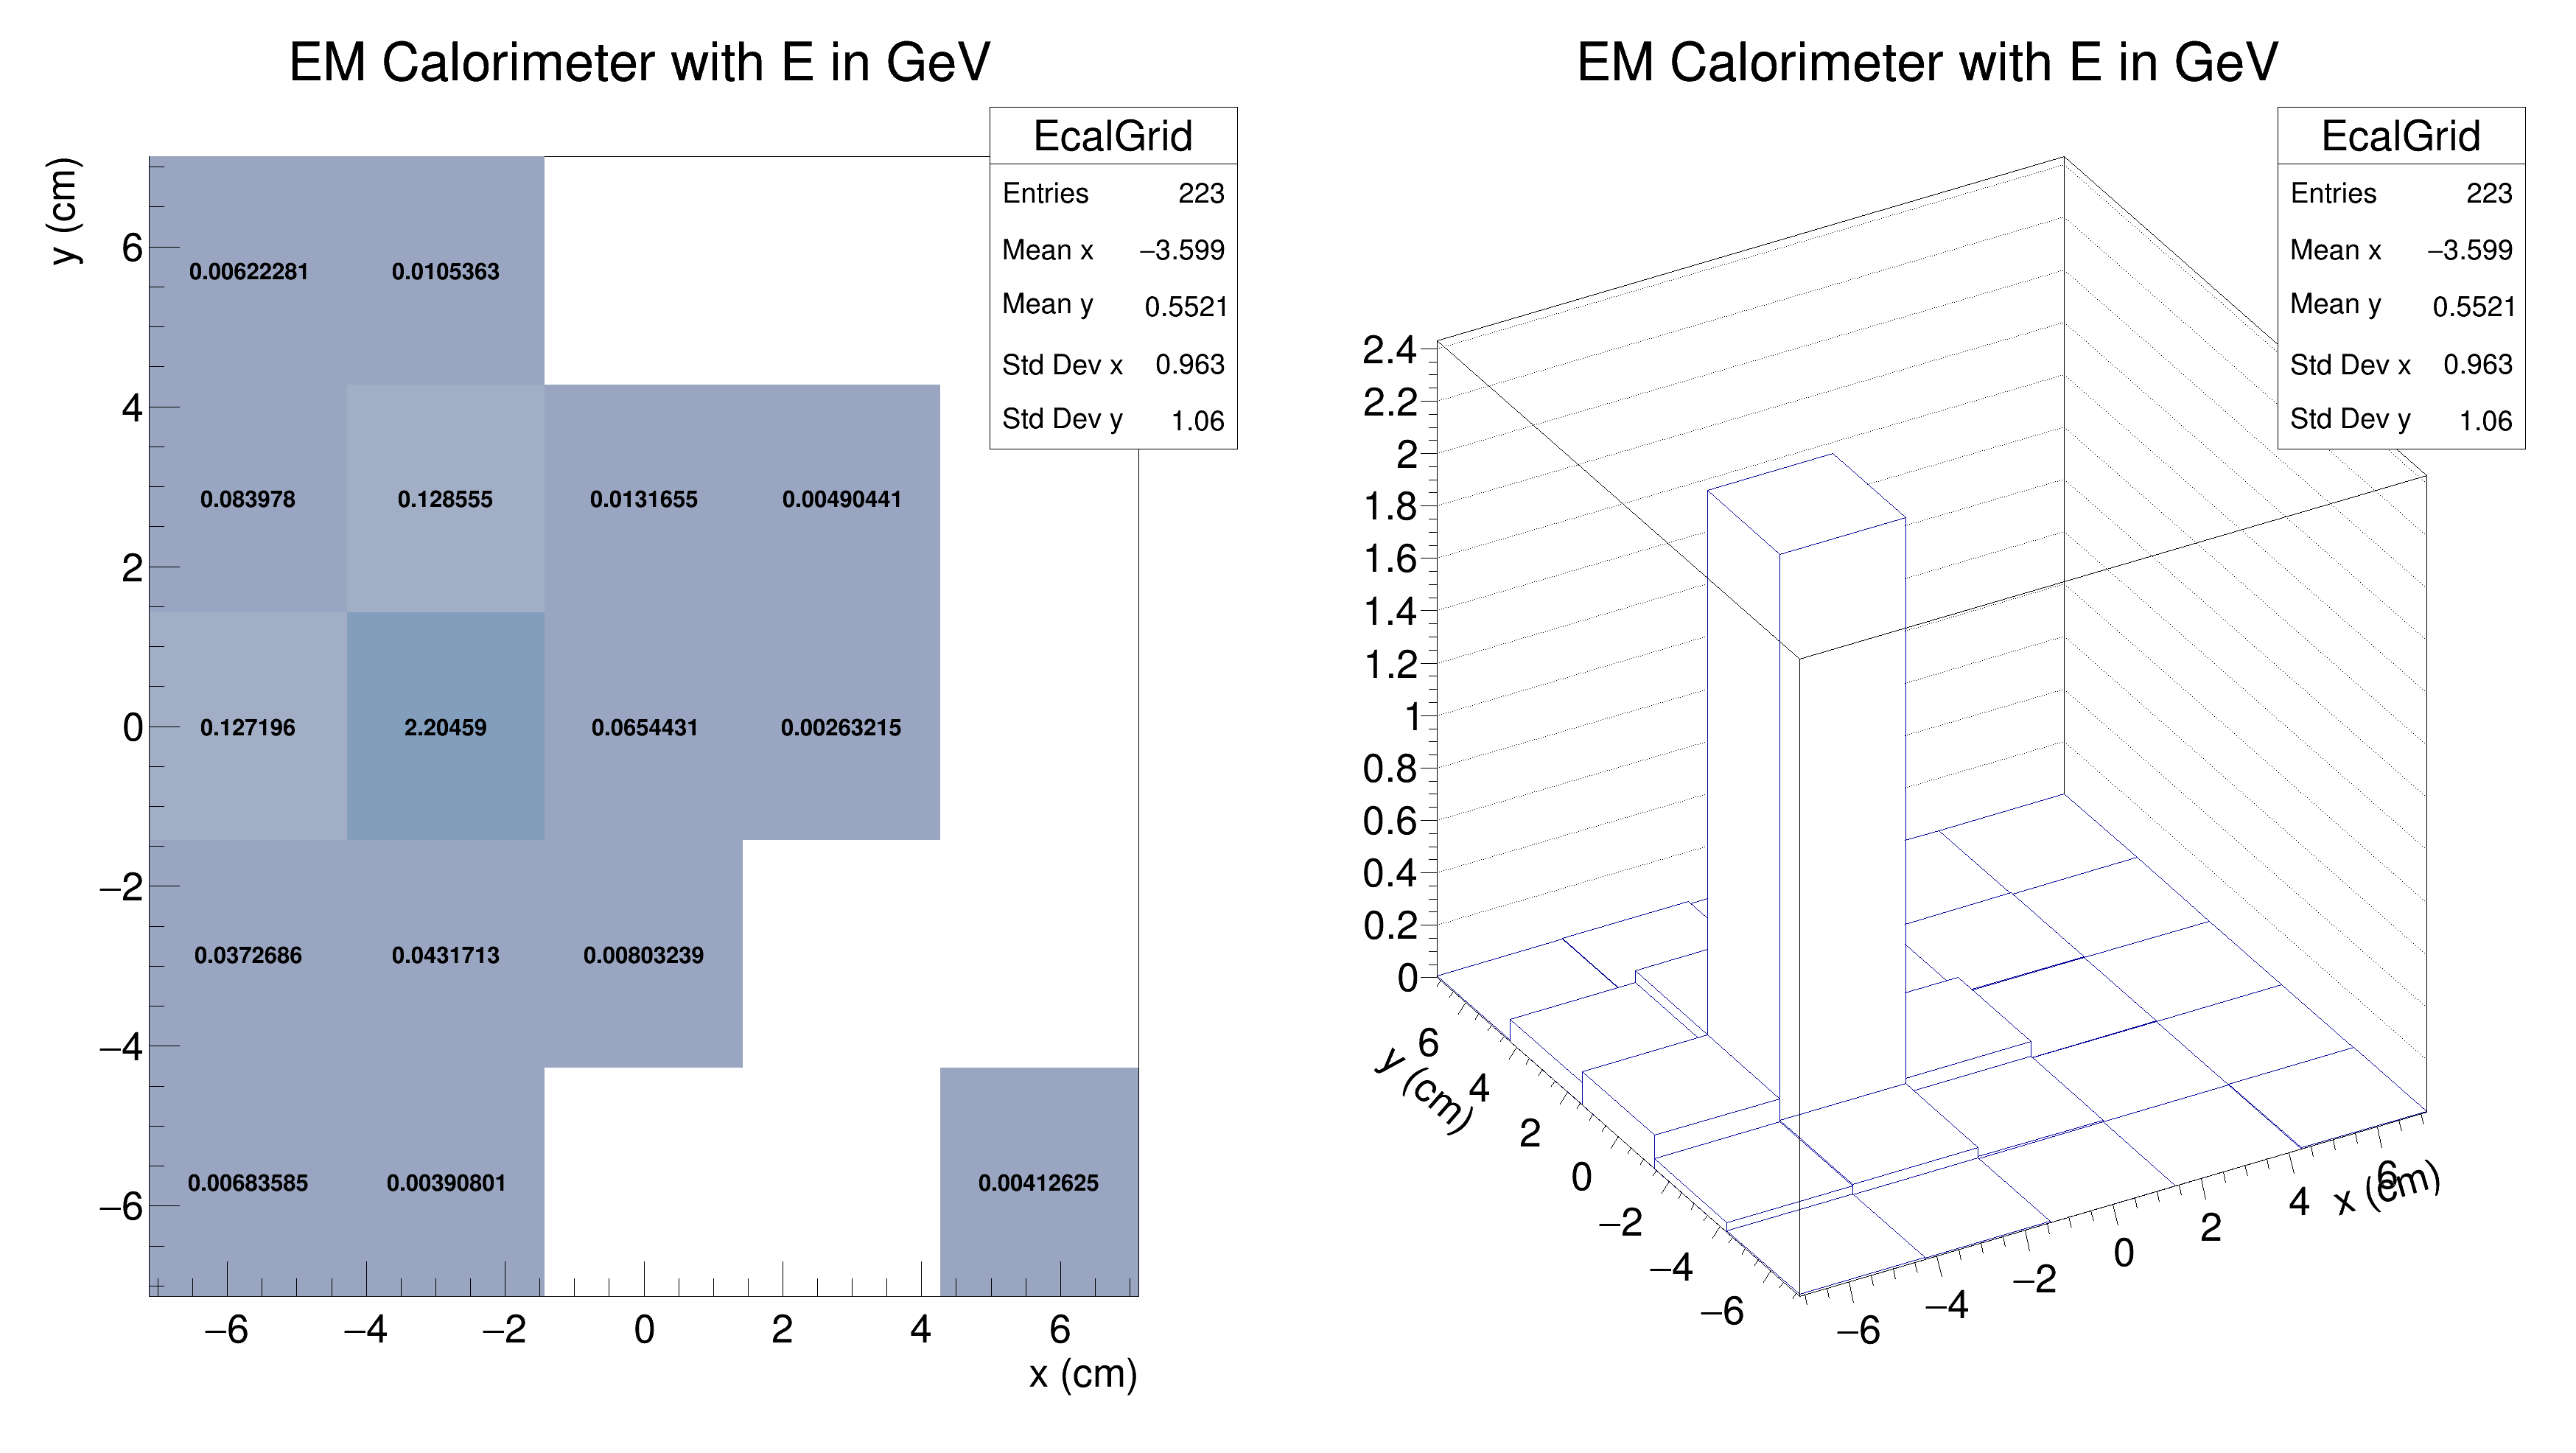 EM Calorimeter with E in GeV
EcalGrid
Entries 223
Mean x −3.599
Mean y 0.5521
Std Dev x 0.963
Std Dev y 1.06
y (cm)
6
4
2
0
−2
−4
−6
0.00622281 0.0105363
0.083978 0.128555 0.0131655 0.00490441
0.127196 2.20459 0.0654431 0.00263215
0.0372686 0.0431713 0.00803239
0.00683585 0.00390801 0.00412625
−6 −4 −2 0 2 4 6
x (cm)
EM Calorimeter with E in GeV
EcalGrid
Entries 223
Mean x −3.599
Mean y 0.5521
Std Dev x 0.963
Std Dev y 1.06
2.4
2.2
2
1.8
1.6
1.4
1.2
1
0.8
0.6
0.4
0.2
0
6
4
2
0
−2
−4
−6
y (cm)
−6
−4
−2
0
2
4
6
x (cm)